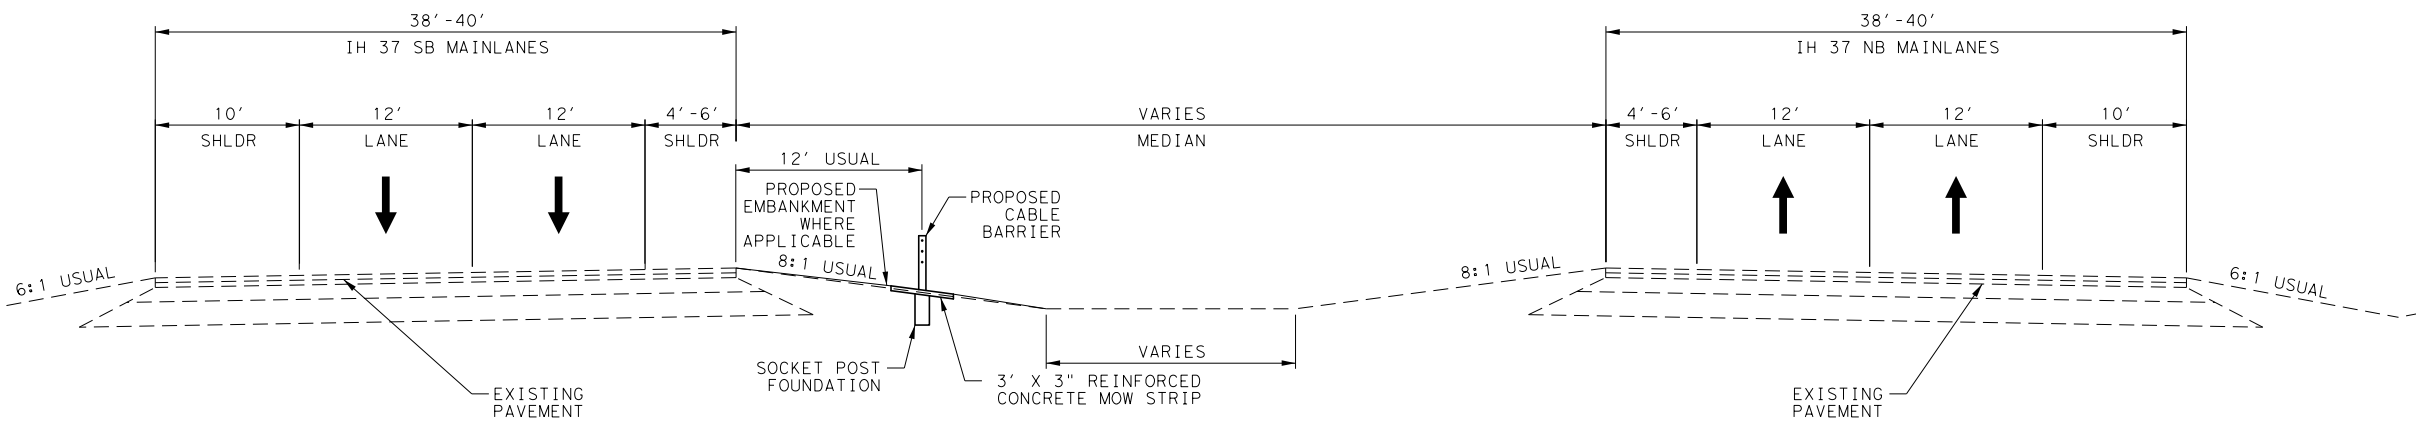 38'-40'
IH 37 SB MAINLANES
38'-40'
IH 37 NB MAINLANES
10'
SHLDR
12'
LANE
12'
LANE
4'-6'
SHLDR
VARIES
MEDIAN
4'-6'
SHLDR
12'
LANE
12'
LANE
10'
SHLDR
12' USUAL
PROPOSED
EMBANKMENT
WHERE
APPLICABLE
PROPOSED
CABLE
BARRIER
6:1 USUAL
8:1 USUAL
8:1 USUAL
6:1 USUAL
VARIES
SOCKET POST
FOUNDATION
3' X 3" REINFORCED
CONCRETE MOW STRIP
EXISTING
PAVEMENT
EXISTING
PAVEMENT